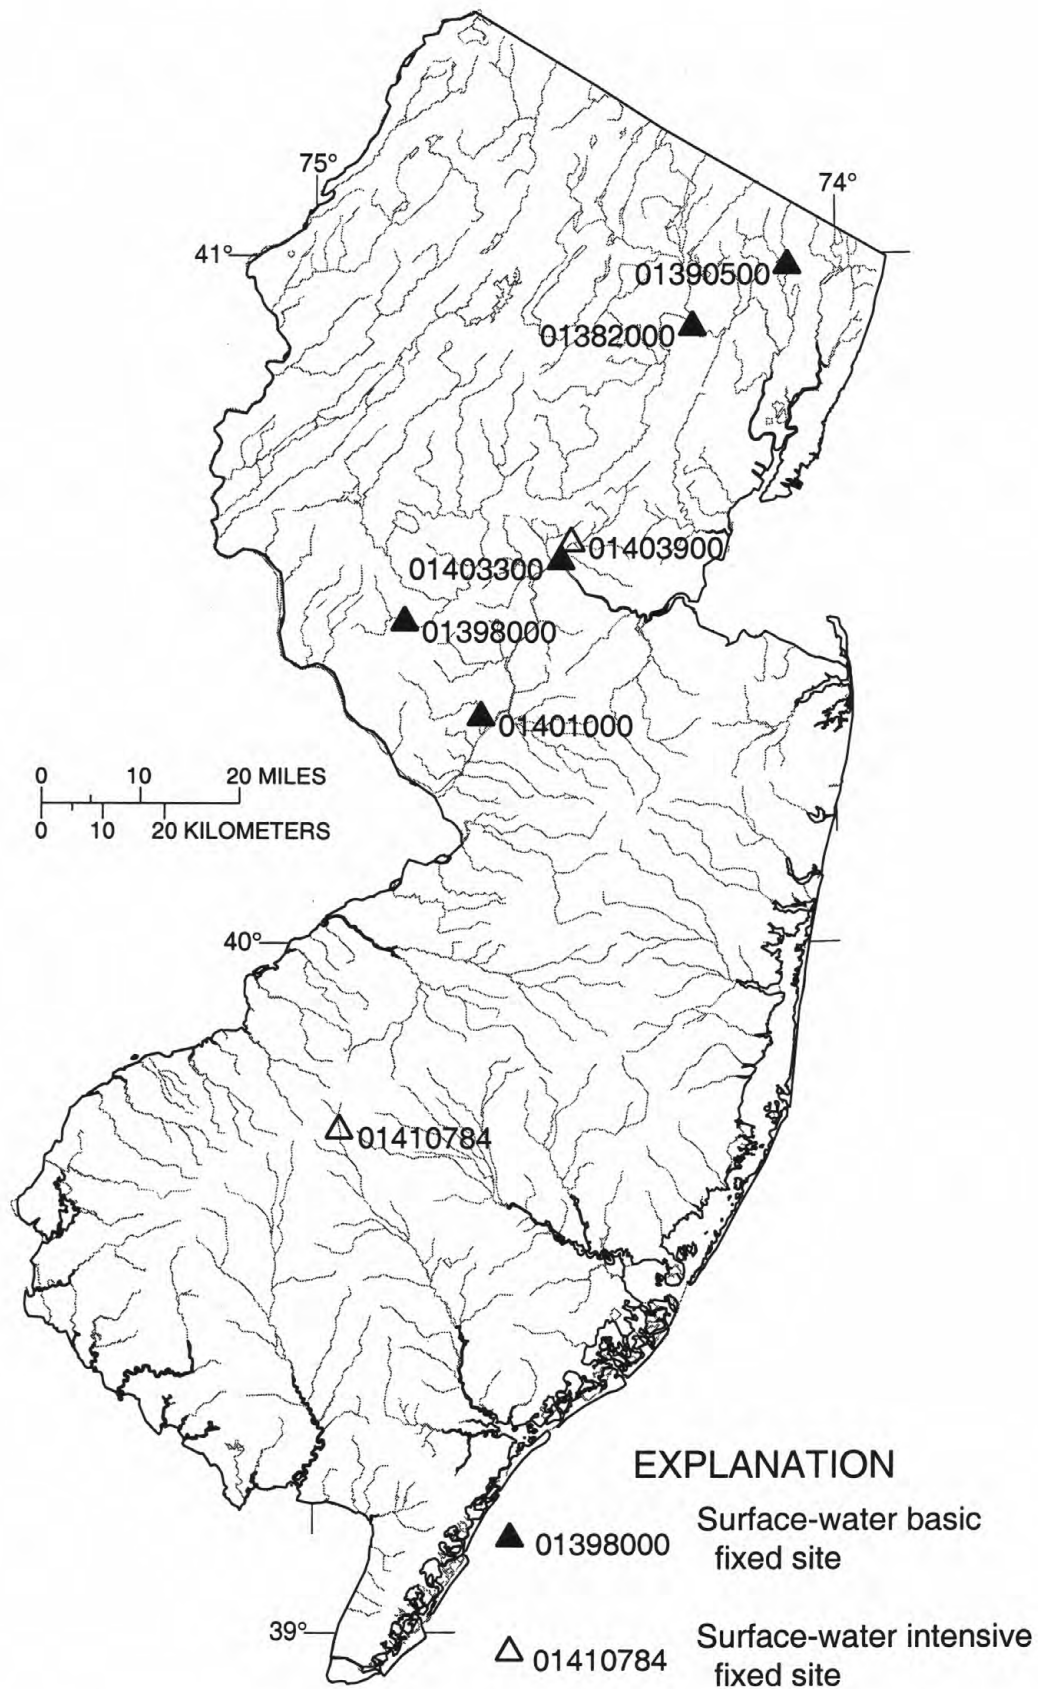 75°
74°
41°
01390500
01382000
01403900
01403300
01398000
01401000
0 10 20 MILES
0 10 20 KILOMETERS
40°
01410784
EXPLANATION
01398000 Surface-water basic
fixed site
01410784 Surface-water intensive
fixed site
39°